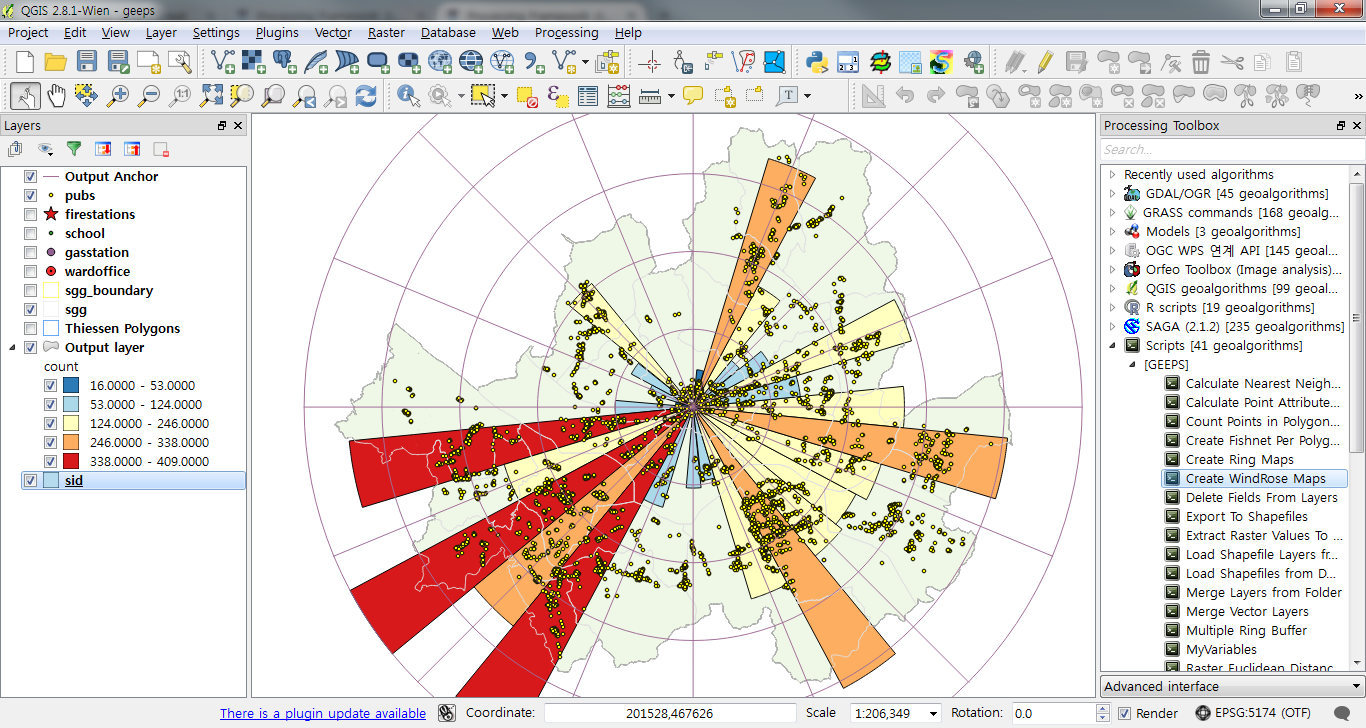 QGIS 2.8.1-Wien - geeps
Project Edit View Layer Settings Plugins Vector Raster Database Web Processing Help
Layers
Output Anchor
pubs
firestations
school
gasstation
wardoffice
sgg_boundary
sgg
Thiessen Polygons
Output layer
count
16.0000 - 53.0000
53.0000 - 124.0000
124.0000 - 246.0000
246.0000 - 338.0000
338.0000 - 409.0000
sid
Processing Toolbox
Search...
Recently used algorithms
GDAL/OGR [45 geoalgorithms]
GRASS commands [168 geoalg...
Models [3 geoalgorithms]
OGC WPS 연계 API [145 geoal...
Orfeo Toolbox (Image analysis)...
QGIS geoalgorithms [99 geoal...
R scripts [19 geoalgorithms]
SAGA (2.1.2) [235 geoalgorithms]
Scripts [41 geoalgorithms]
[GEEPS]
Calculate Nearest Neigh...
Calculate Point Attribute...
Count Points in Polygon...
Create Fishnet Per Polyg...
Create Ring Maps
Create WindRose Maps
Delete Fields From Layers
Export To Shapefiles
Extract Raster Values To ...
Load Shapefile Layers fr...
Load Shapefiles from D...
Merge Layers from Folder
Merge Vector Layers
Multiple Ring Buffer
MyVariables
Raster Euclidean Distanc
Advanced interface
There is a plugin update available Coordinate: 201528,467626 Scale 1:206,349 Rotation: 0.0 Render EPSG:5174 (OTF)